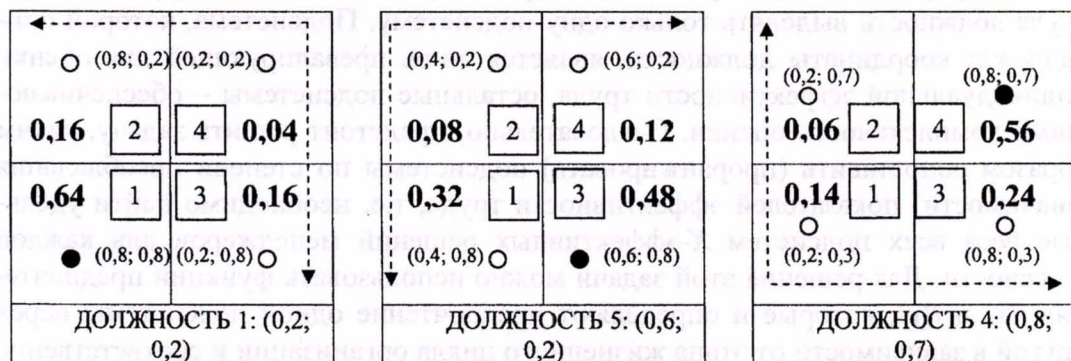 (0,8; 0,2) (0,2; 0,2)
0,16 2 4 0,04
0,64 1 3 0,16
(0,8; 0,8) (0,2; 0,8)
ДОЛЖНОСТЬ 1: (0,2;
0,2)
(0,4; 0,2) (0,6; 0,2)
0,08 2 4 0,12
0,32 1 3 0,48
(0,4; 0,8) (0,6; 0,8)
ДОЛЖНОСТЬ 5: (0,6;
0,2)
(0,2; 0,7) (0,8; 0,7)
0,06 2 4 0,56
0,14 1 3 0,24
(0,2; 0,3) (0,8; 0,3)
ДОЛЖНОСТЬ 4: (0,8;
0,7)